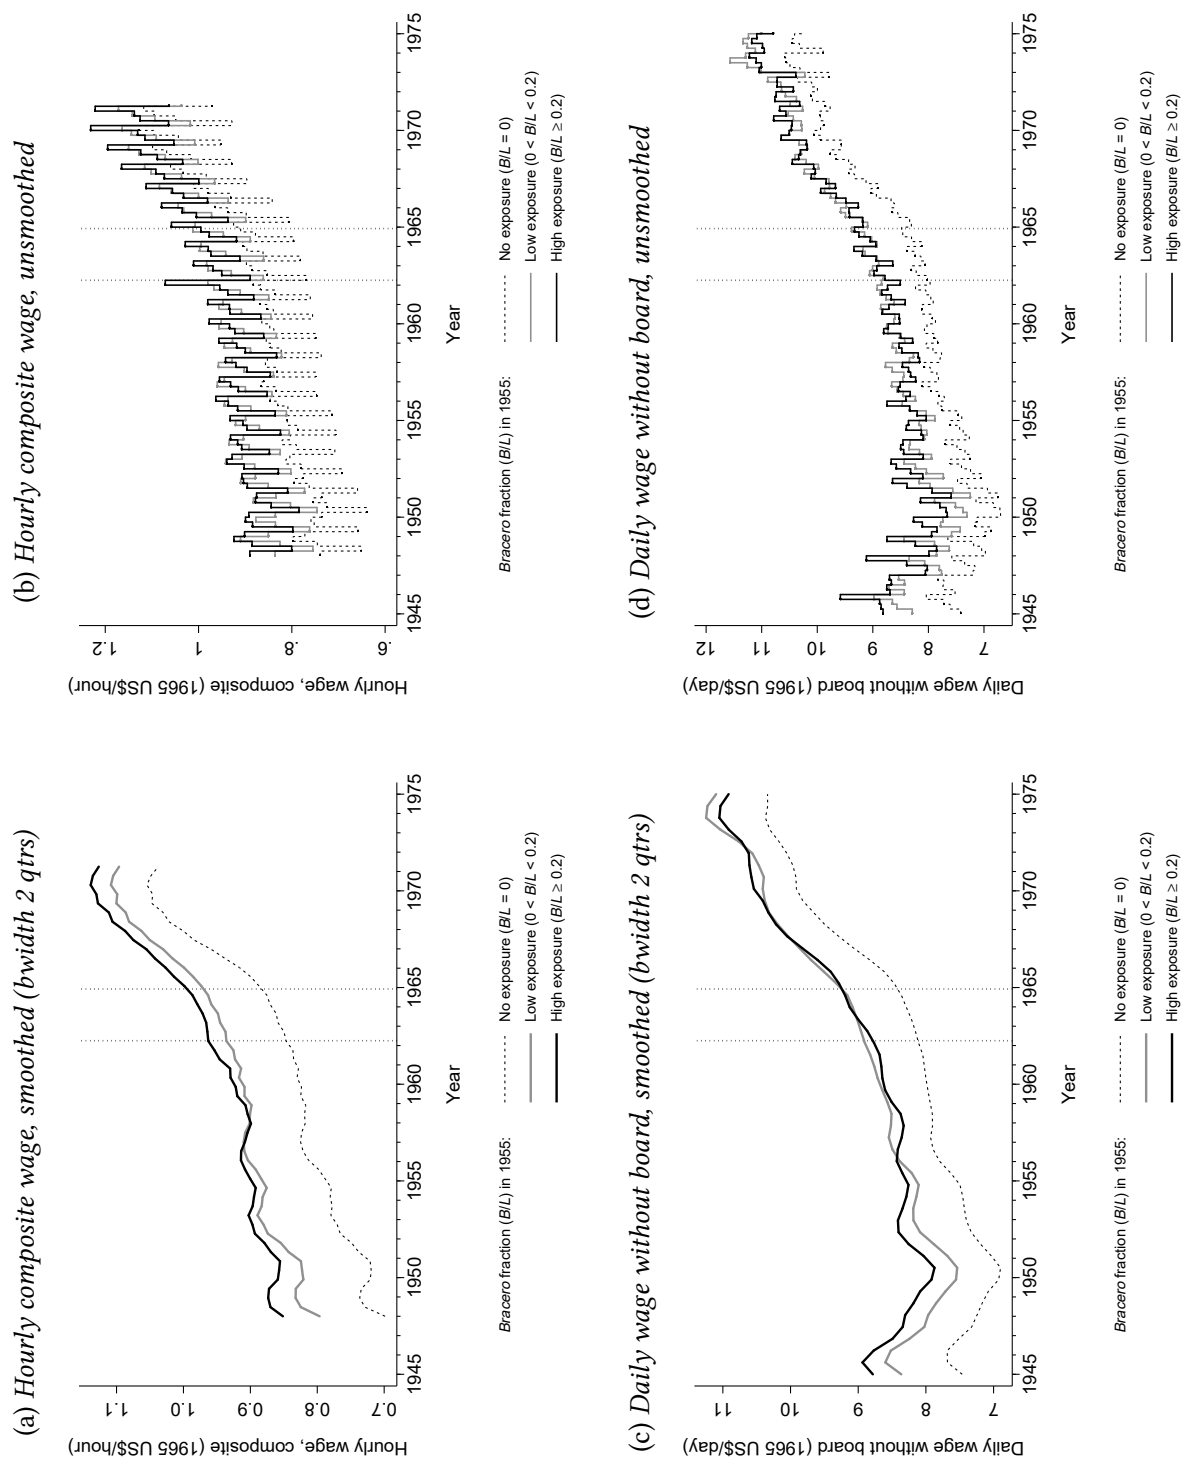 (a) Hourly composite wage, smoothed (bwidth 2 qtrs)
Hourly wage, composite (1965 US$/hour)
1.1
1.0
0.9
0.8
0.7
1945 1950 1955 1960 1965 1970 1975
Year
Bracero fraction (B/L) in 1955:
No exposure (B/L = 0)
Low exposure (0 < B/L < 0.2)
High exposure (B/L ≥ 0.2)
(b) Hourly composite wage, unsmoothed
Hourly wage, composite (1965 US$/hour)
1.2
1
.8
.6
1945 1950 1955 1960 1965 1970 1975
Year
Bracero fraction (B/L) in 1955:
No exposure (B/L = 0)
Low exposure (0 < B/L < 0.2)
High exposure (B/L ≥ 0.2)
(c) Daily wage without board, smoothed (bwidth 2 qtrs)
Daily wage without board (1965 US$/day)
11
10
9
8
7
1945 1950 1955 1960 1965 1970 1975
Year
Bracero fraction (B/L) in 1955:
No exposure (B/L = 0)
Low exposure (0 < B/L < 0.2)
High exposure (B/L ≥ 0.2)
(d) Daily wage without board, unsmoothed
Daily wage without board (1965 US$/day)
12
11
10
9
8
7
1945 1950 1955 1960 1965 1970 1975
Year
Bracero fraction (B/L) in 1955:
No exposure (B/L = 0)
Low exposure (0 < B/L < 0.2)
High exposure (B/L ≥ 0.2)